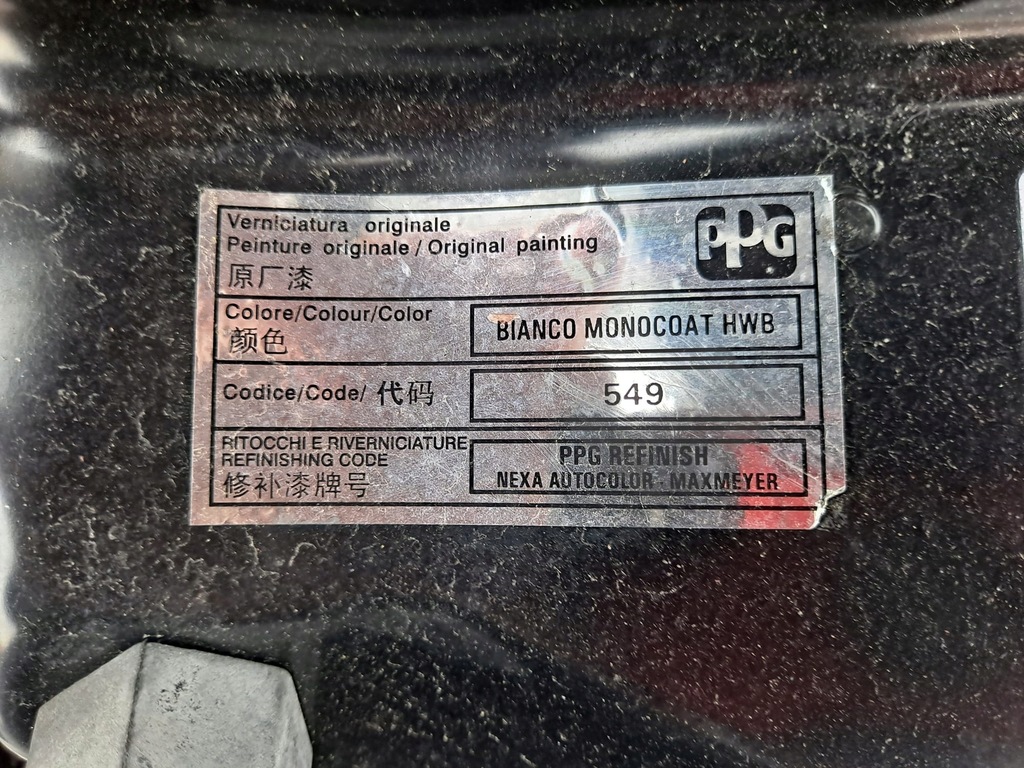 Verniciatura originale
Peinture originale / Original painting
原厂漆
PPG
Colore/Colour/Color
颜色
BIANCO MONOCOAT HWB
Codice/Code/ 代码
549
RITOCCHI E RIVERNICIATURE
REFINISHING CODE
修补漆牌号
PPG REFINISH
NEXA AUTOCOLOR - MAXMEYER